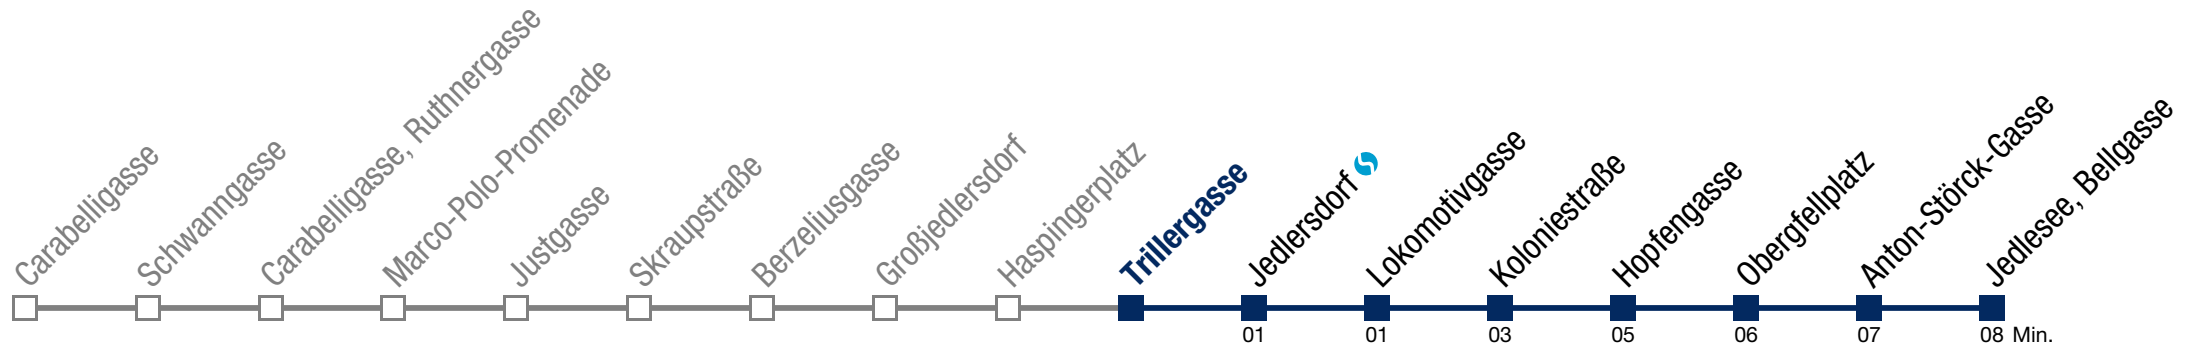 Carabelligasse
Schwanngasse
Carabelligasse, Ruthnergasse
Marco-Polo-Promenade
Justgasse
Skraupstraße
Berzeliusgasse
Großjedlersdorf
Haspingerplatz
Trillergasse
Jedlersdorf
Lokomotivgasse
Koloniestraße
Hopfengasse
Obergfellplatz
Anton-Störck-Gasse
Jedlesee, Bellgasse
01 01 03 05 06 07 08 Min.